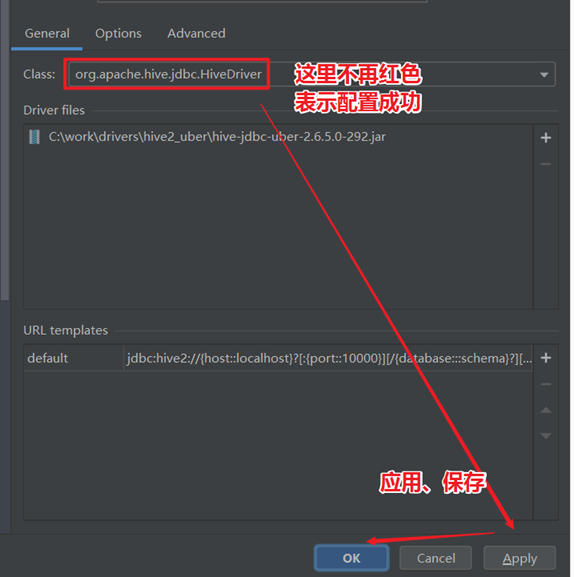 General Options Advanced
Class: org.apache.hive.jdbc.HiveDriver
这里不再红色
表示配置成功
Driver files
C:\work\drivers\hive2_uber\hive-jdbc-uber-2.6.5.0-292.jar
URL templates
default jdbc:hive2://{host::localhost}?[:{port::10000}][/{database:::schema}?][...
应用、保存
OK Cancel Apply